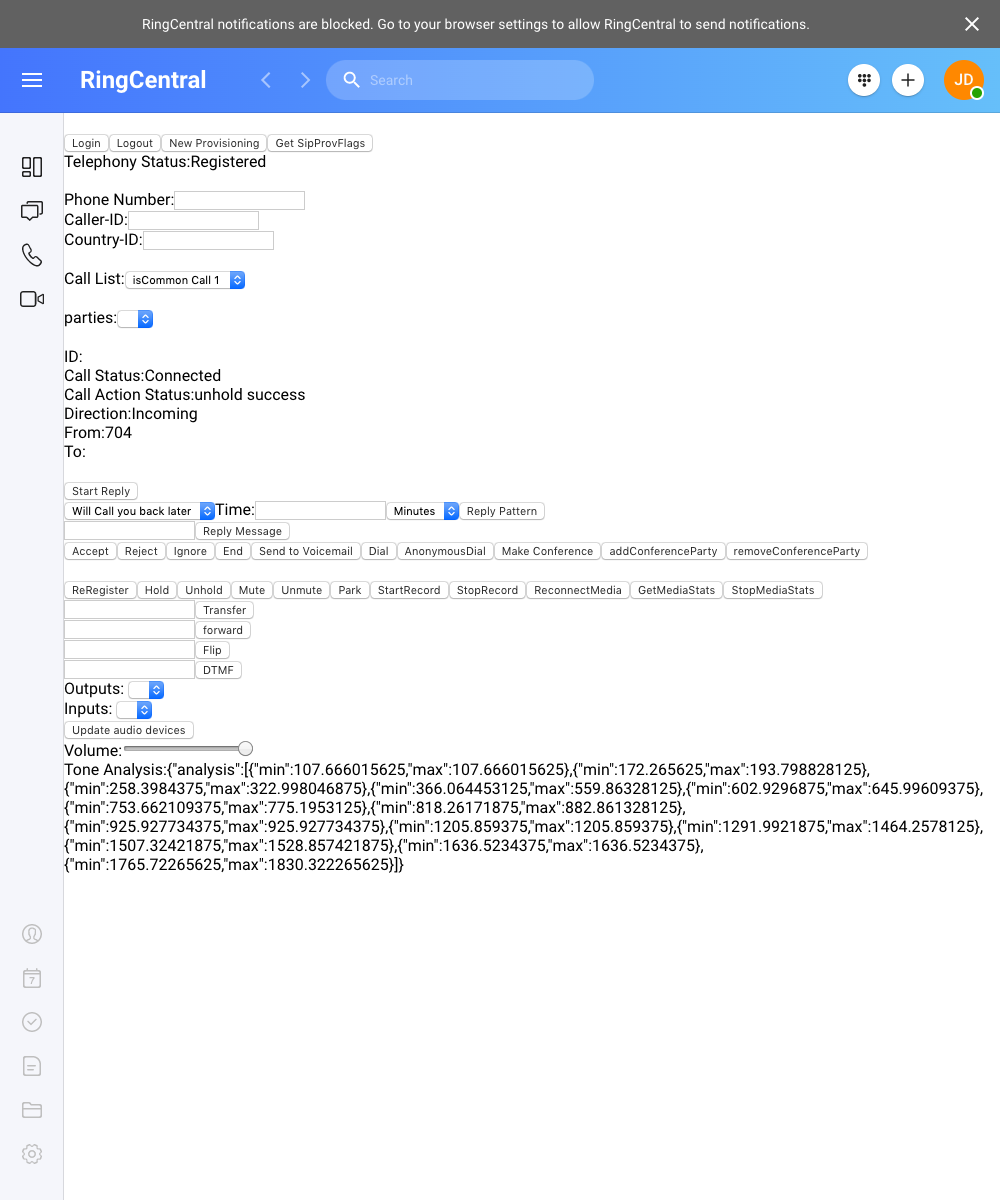 RingCentral notifications are blocked. Go to your browser settings to allow RingCentral to send notifications.
RingCentral Search JD
Login Logout New Provisioning Get SipProvFlags
Telephony Status:Registered
Phone Number:
Caller-ID:
Country-ID:
Call List: isCommon Call 1
parties:
ID:
Call Status:Connected
Call Action Status:unhold success
Direction:Incoming
From:704
To:
Start Reply
Will Call you back later Time: Minutes Reply Pattern
Reply Message
Accept Reject Ignore End Send to Voicemail Dial AnonymousDial Make Conference addConferenceParty removeConferenceParty
ReRegister Hold Unhold Mute Unmute Park StartRecord StopRecord ReconnectMedia GetMediaStats StopMediaStats
Transfer
forward
Flip
DTMF
Outputs:
Inputs:
Update audio devices
Volume:
Tone Analysis:{"analysis":[{"min":107.666015625,"max":107.666015625},{"min":172.265625,"max":193.798828125},
{"min":258.3984375,"max":322.998046875},{"min":366.064453125,"max":559.86328125},{"min":602.9296875,"max":645.99609375},
{"min":753.662109375,"max":775.1953125},{"min":818.26171875,"max":882.861328125},
{"min":925.927734375,"max":925.927734375},{"min":1205.859375,"max":1205.859375},{"min":1291.9921875,"max":1464.2578125},
{"min":1507.32421875,"max":1528.857421875},{"min":1636.5234375,"max":1636.5234375},
{"min":1765.72265625,"max":1830.322265625}]}
7